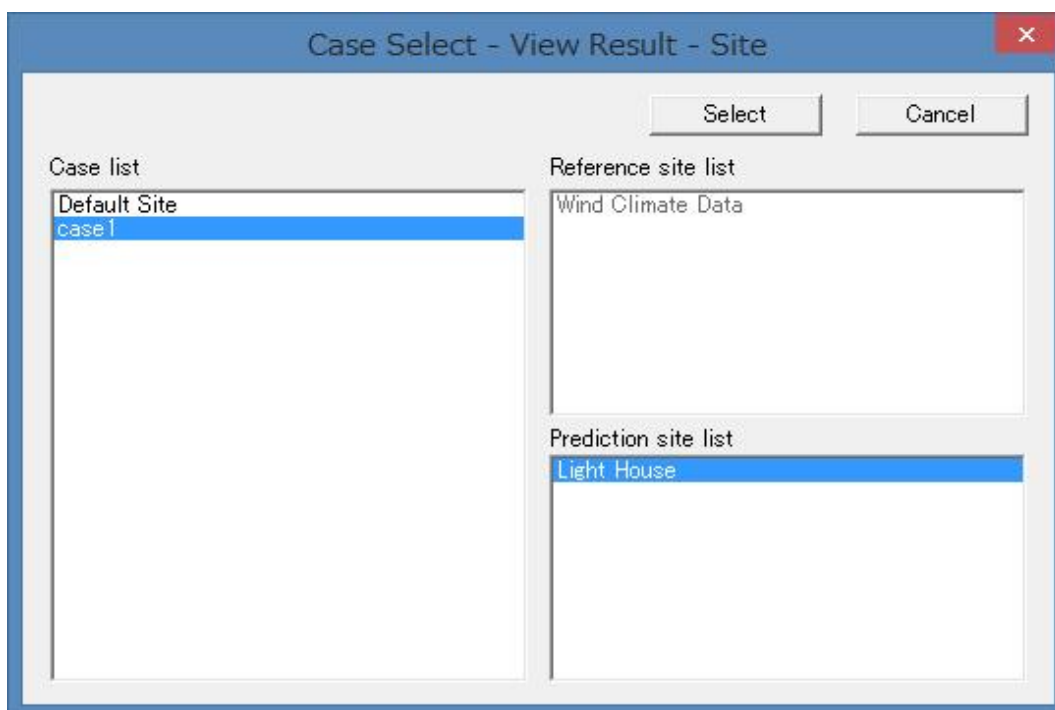 Case Select - View Result - Site
Select
Cancel
Case list
Default Site
case1
Reference site list
Wind Climate Data
Prediction site list
Light House